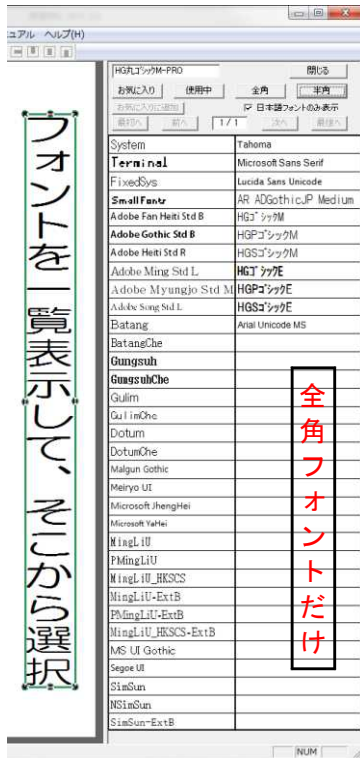 ュアル ヘルプ(H)
フォントを一覧表示して、そこから選択
HG丸ｺﾞｼｯｸM-PRO
閉じる
お気に入り 使用中 全角 半角
お気に入りに追加 日本語フォントのみ表示
最初へ 前へ 1/1 次へ 最後へ
System Tahoma
Terminal Microsoft Sans Serif
FixedSys Lucida Sans Unicode
Small Fonts AR ADGothicJP Medium
Adobe Fan Heiti Std B HGｺﾞｼｯｸM
Adobe Gothic Std B HGPｺﾞｼｯｸM
Adobe Heiti Std R HGSｺﾞｼｯｸM
Adobe Ming Std L HGｺﾞｼｯｸE
Adobe Myungjo Std M HGPｺﾞｼｯｸE
Adobe Song Std L HGSｺﾞｼｯｸE
Batang Arial Unicode MS
BatangChe
Gungsuh
GungsuhChe
Gulim
GulimChe
Dotum
DotumChe
Malgun Gothic
Meiryo UI
Microsoft JhengHei
Microsoft YaHei
MingLiU
PMingLiU
MingLiU_HKSCS
MingLiU-ExtB
PMingLiU-ExtB
MingLiU_HKSCS-ExtB
MS UI Gothic
Segoe UI
SimSun
NSimSun
SimSun-ExtB
全角フォントだけ
NUM